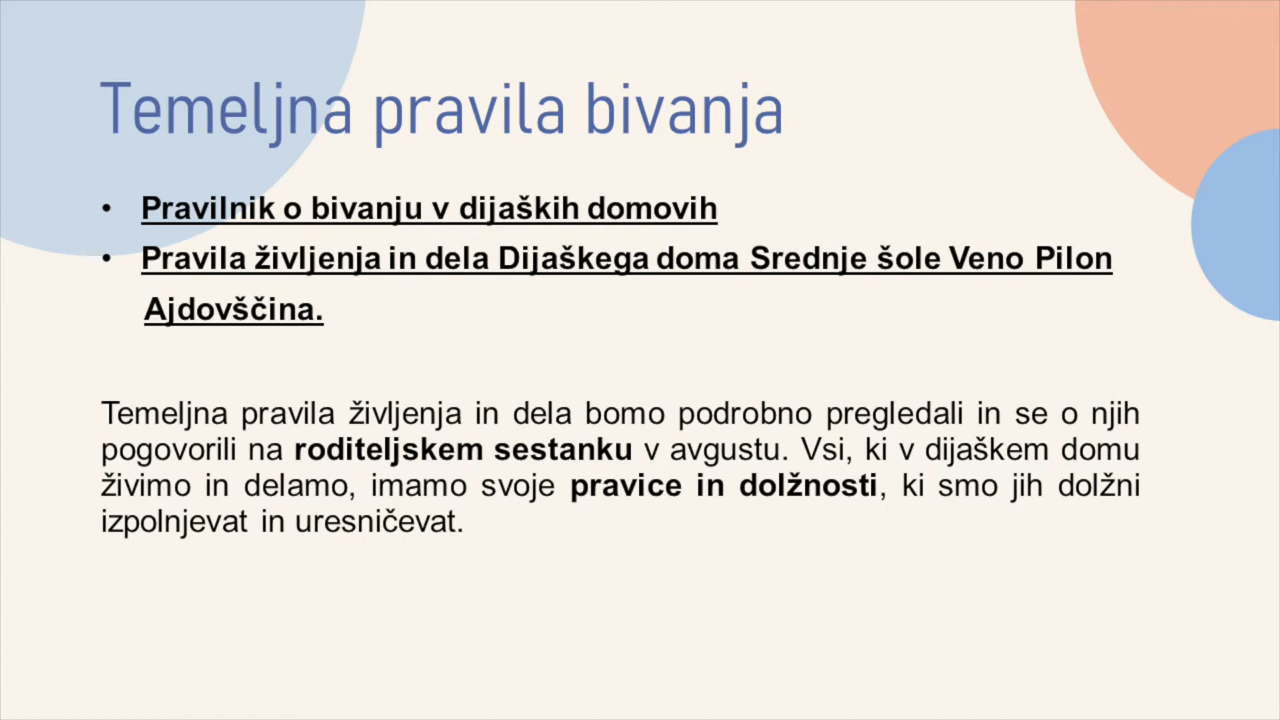 Temeljna pravila bivanja
• Pravilnik o bivanju v dijaških domovih
• Pravila življenja in dela Dijaškega doma Srednje šole Veno Pilon
Ajdovščina.
Temeljna pravila življenja in dela bomo podrobno pregledali in se o njih
pogovorili na roditeljskem sestanku v avgustu. Vsi, ki v dijaškem domu
živimo in delamo, imamo svoje pravice in dolžnosti, ki smo jih dolžni
izpolnjevat in uresničevat.